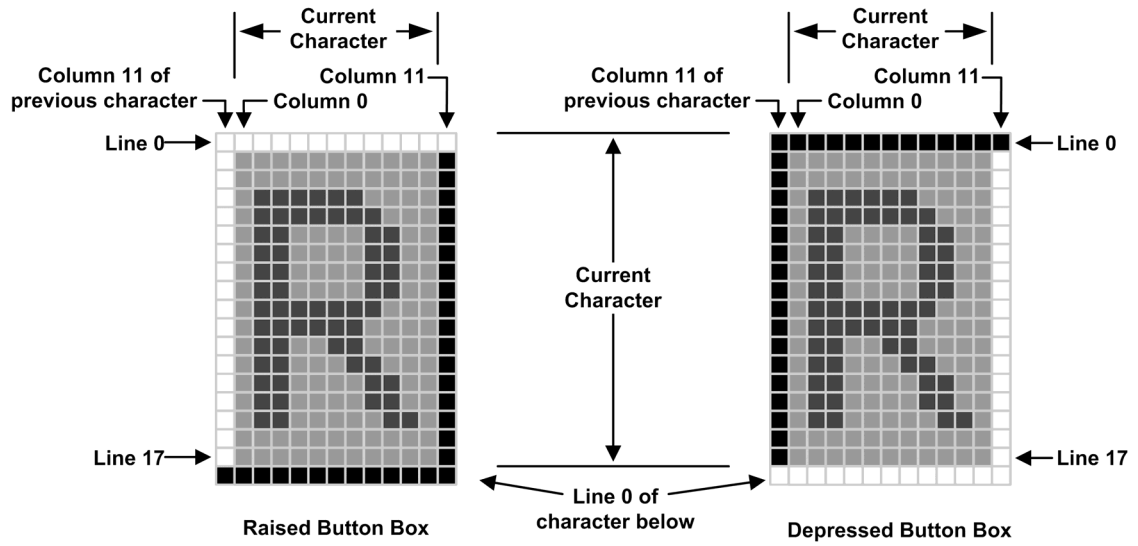 Current
Character
Column 11 of
previous character
Column 11
Column 0
Line 0
Line 17
Raised Button Box
Current
Character
Line 0 of
character below
Current
Character
Column 11 of
previous character
Column 11
Column 0
Line 0
Line 17
Depressed Button Box